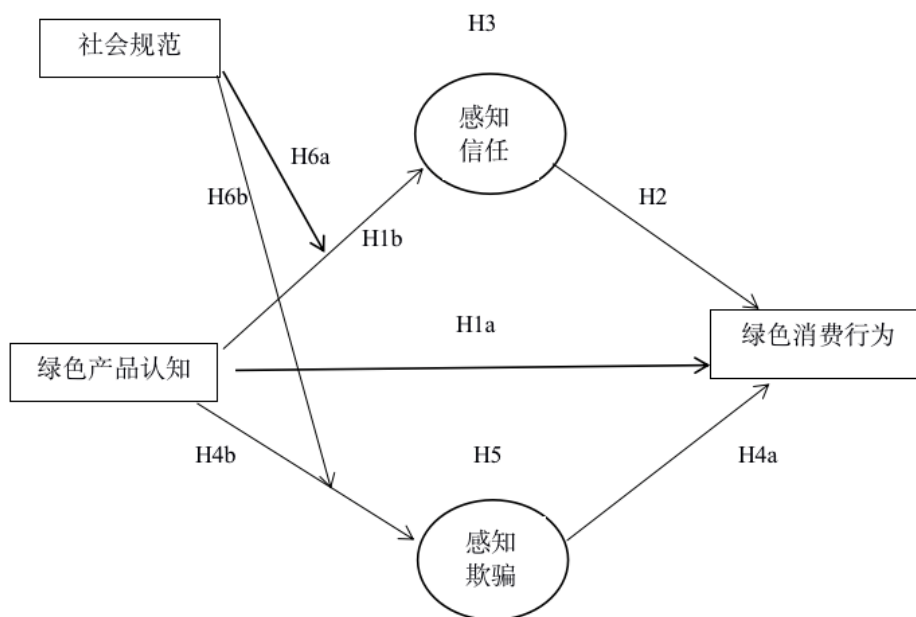 H3
社会规范
感知
信任
H6a
H6b
H2
H1b
H1a
绿色消费行为
绿色产品认知
H4b
H5
H4a
感知
欺骗